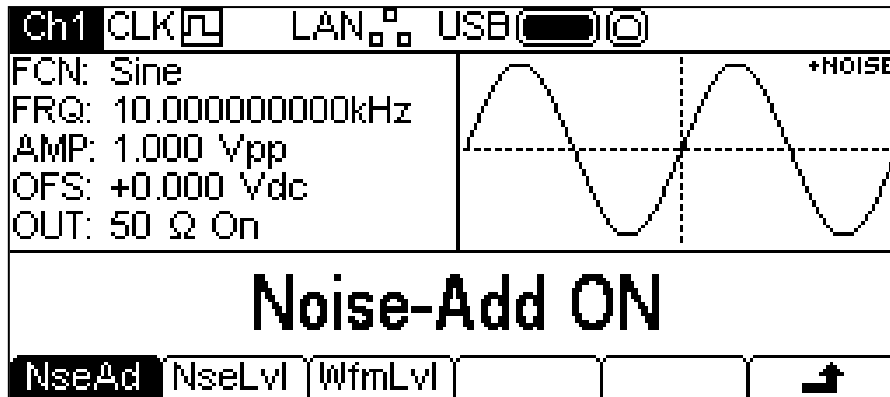 Ch1 CLK LAN USB
FCN: Sine
FRQ: 10.000000000kHz
AMP: 1.000 Vpp
OFS: +0.000 Vdc
OUT: 50 Ω On
+NOISE
Noise-Add ON
NseAd NseLvl WfmLvl